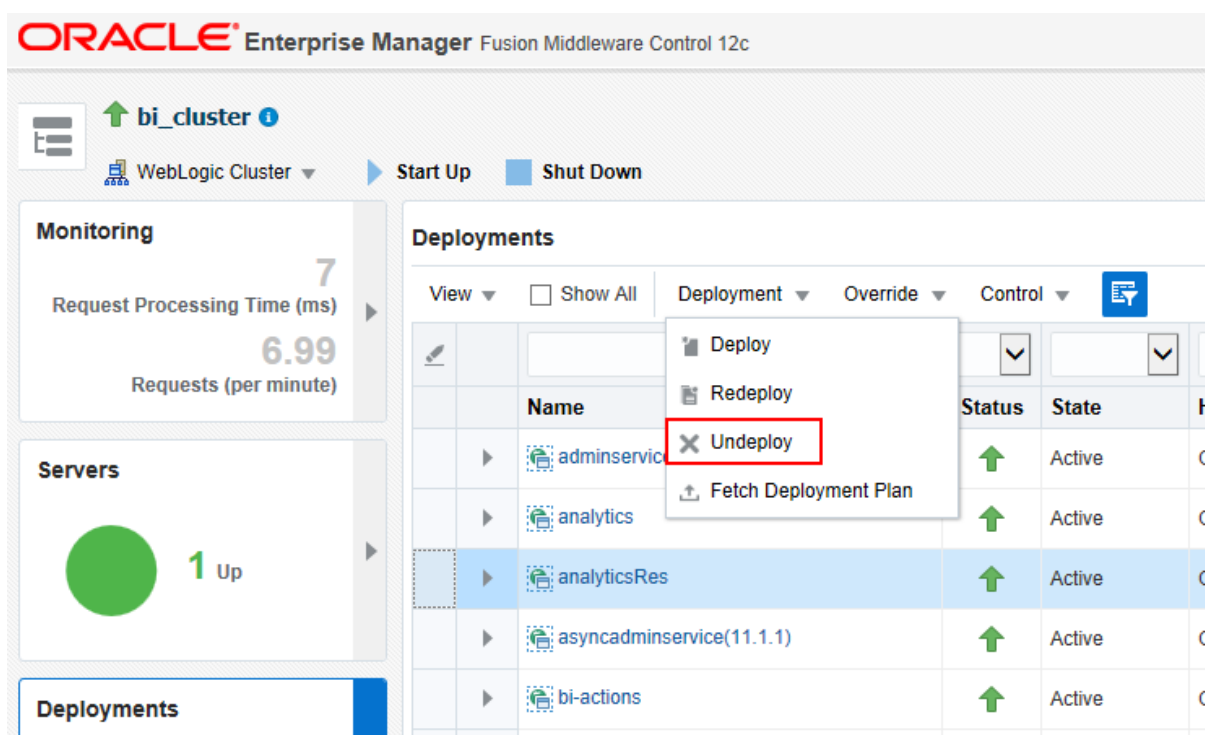 ORACLE Enterprise Manager Fusion Middleware Control 12c
bi_cluster
WebLogic Cluster Start Up Shut Down
Monitoring
7
Request Processing Time (ms)
6.99
Requests (per minute)
Servers
1 Up
Deployments
Deployments
View Show All Deployment Override Control
Deploy
Redeploy
Undeploy
Fetch Deployment Plan
Name Status State
adminservic
Active
analytics Active
analyticsRes Active
asyncadminservice(11.1.1) Active
bi-actions Active